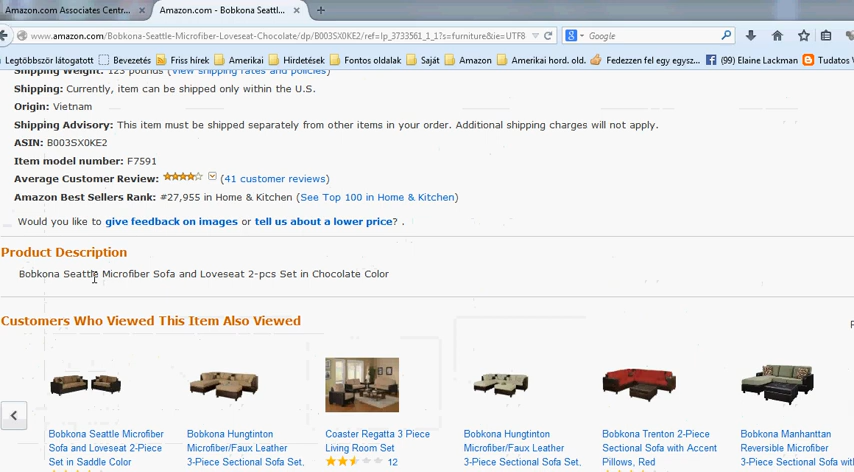 Amazon.com Associates Centr...
Amazon.com - Bobkona Seattl...
www.amazon.com/Bobkona-Seattle-Microfiber-Loveseat-Chocolate/dp/B003SX0KE2/ref=lp_3733561_1_1?s=furniture&ie=UTF8
Google
Legtöbbször látogatott Bevezetés Friss hírek Amerikai Hirdetések Fontos oldalak Saját Amazon Amerikai hord. old. Fedezzen fel egy egysz... (99) Elaine Lackman Tudatos V
Shipping Weight: 123 pounds (View shipping rates and policies)
Shipping: Currently, item can be shipped only within the U.S.
Origin: Vietnam
Shipping Advisory: This item must be shipped separately from other items in your order. Additional shipping charges will not apply.
ASIN: B003SX0KE2
Item model number: F7591
Average Customer Review: (41 customer reviews)
Amazon Best Sellers Rank: #27,955 in Home & Kitchen (See Top 100 in Home & Kitchen)
Would you like to give feedback on images or tell us about a lower price? .
Product Description
Bobkona Seattle Microfiber Sofa and Loveseat 2-pcs Set in Chocolate Color
Customers Who Viewed This Item Also Viewed
P
Bobkona Seattle Microfiber
Sofa and Loveseat 2-Piece
Set in Saddle Color
Bobkona Hungtinton
Microfiber/Faux Leather
3-Piece Sectional Sofa Set,
Coaster Regatta 3 Piece
Living Room Set
12
Bobkona Hungtinton
Microfiber/Faux Leather
3-Piece Sectional Sofa Set,
Bobkona Trenton 2-Piece
Sectional Sofa with Accent
Pillows, Red
Bobkona Manhanttan
Reversible Microfiber
3-Piece Sectional Sofa with